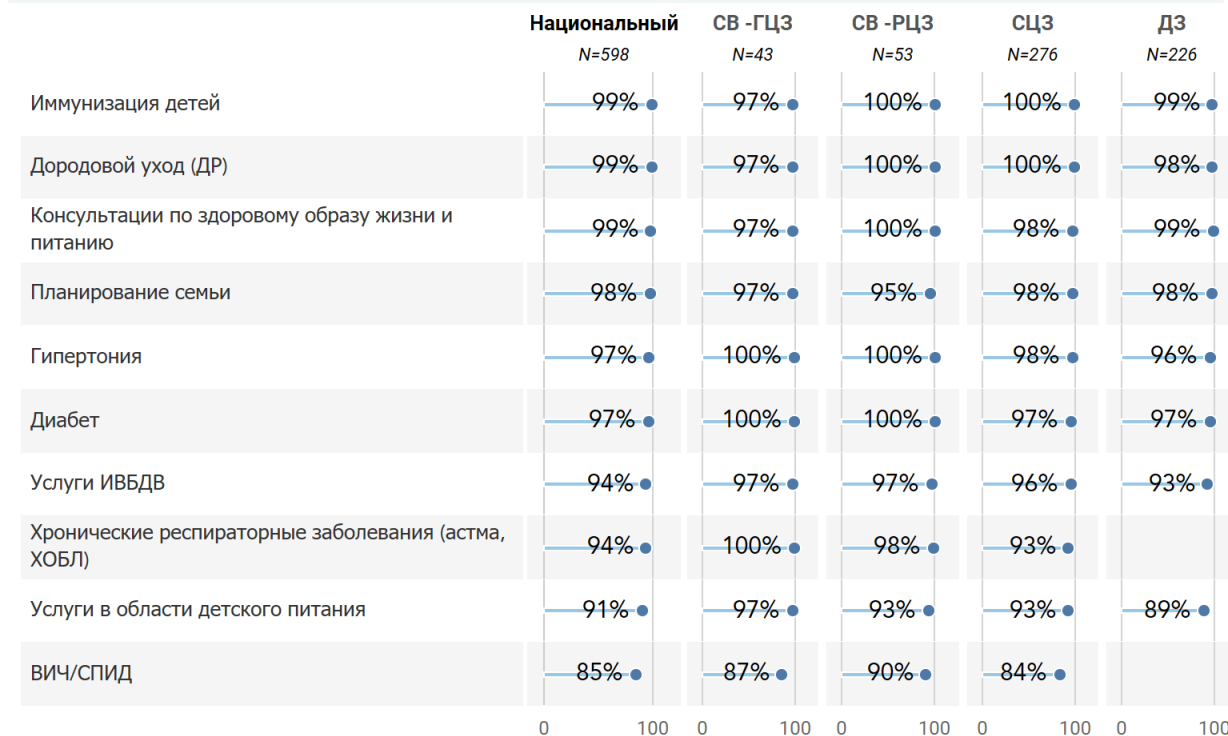 Национальный СВ -ГЦЗ СВ -РЦЗ СЦЗ ДЗ
N=598 N=43 N=53 N=276 N=226
Иммунизация детей 99% 97% 100% 100% 99%
Дородовой уход (ДР) 99% 97% 100% 100% 98%
Консультации по здоровому образу жизни и
питанию 99% 97% 100% 98% 99%
Планирование семьи 98% 97% 95% 98% 98%
Гипертония 97% 100% 100% 98% 96%
Диабет 97% 100% 100% 97% 97%
Услуги ИВБДВ 94% 97% 97% 96% 93%
Хронические респираторные заболевания (астма,
ХОБЛ) 94% 100% 98% 93%
Услуги в области детского питания 91% 97% 93% 93% 89%
ВИЧ/СПИД 85% 87% 90% 84%
0 100 0 100 0 100 0 100 0 100